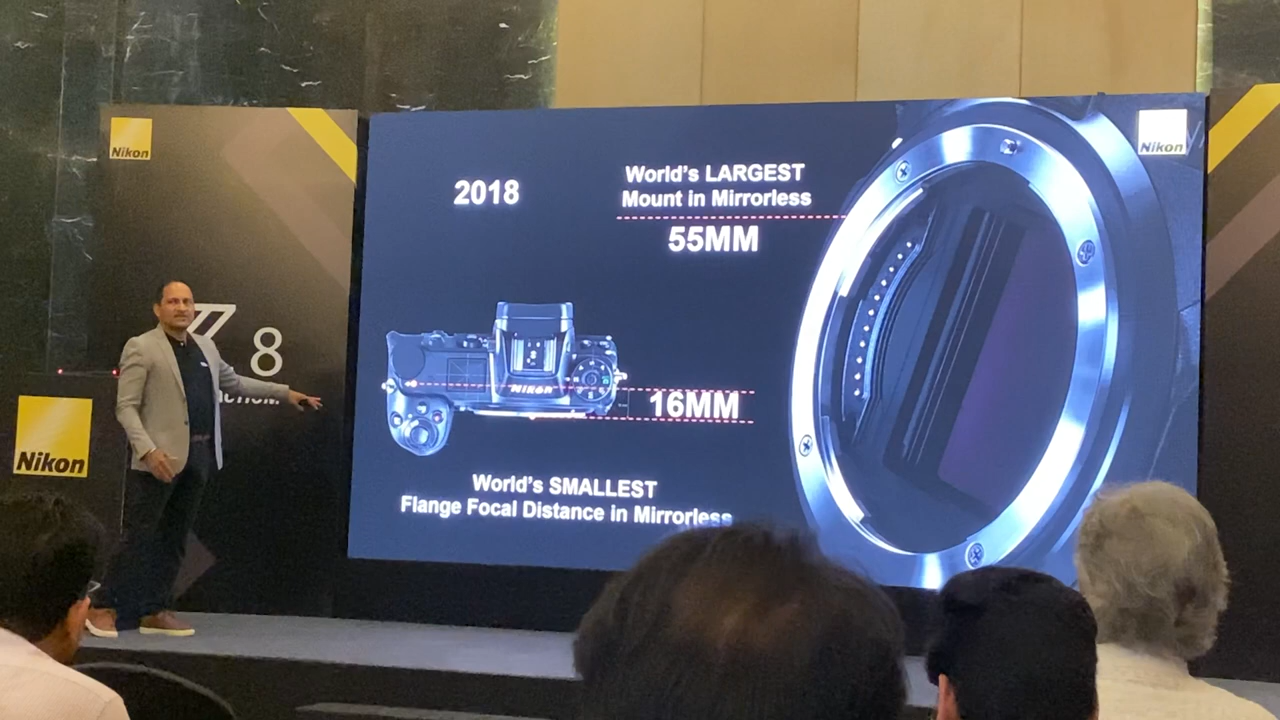 Nikon
8
Nikon
2018
World's LARGEST
Mount in Mirrorless
55MM
NIKON
16MM
World's SMALLEST
Flange Focal Distance in Mirrorless
Nikon